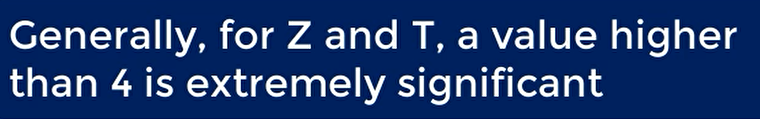 Generally, for Z and T, a value higher
than 4 is extremely significant